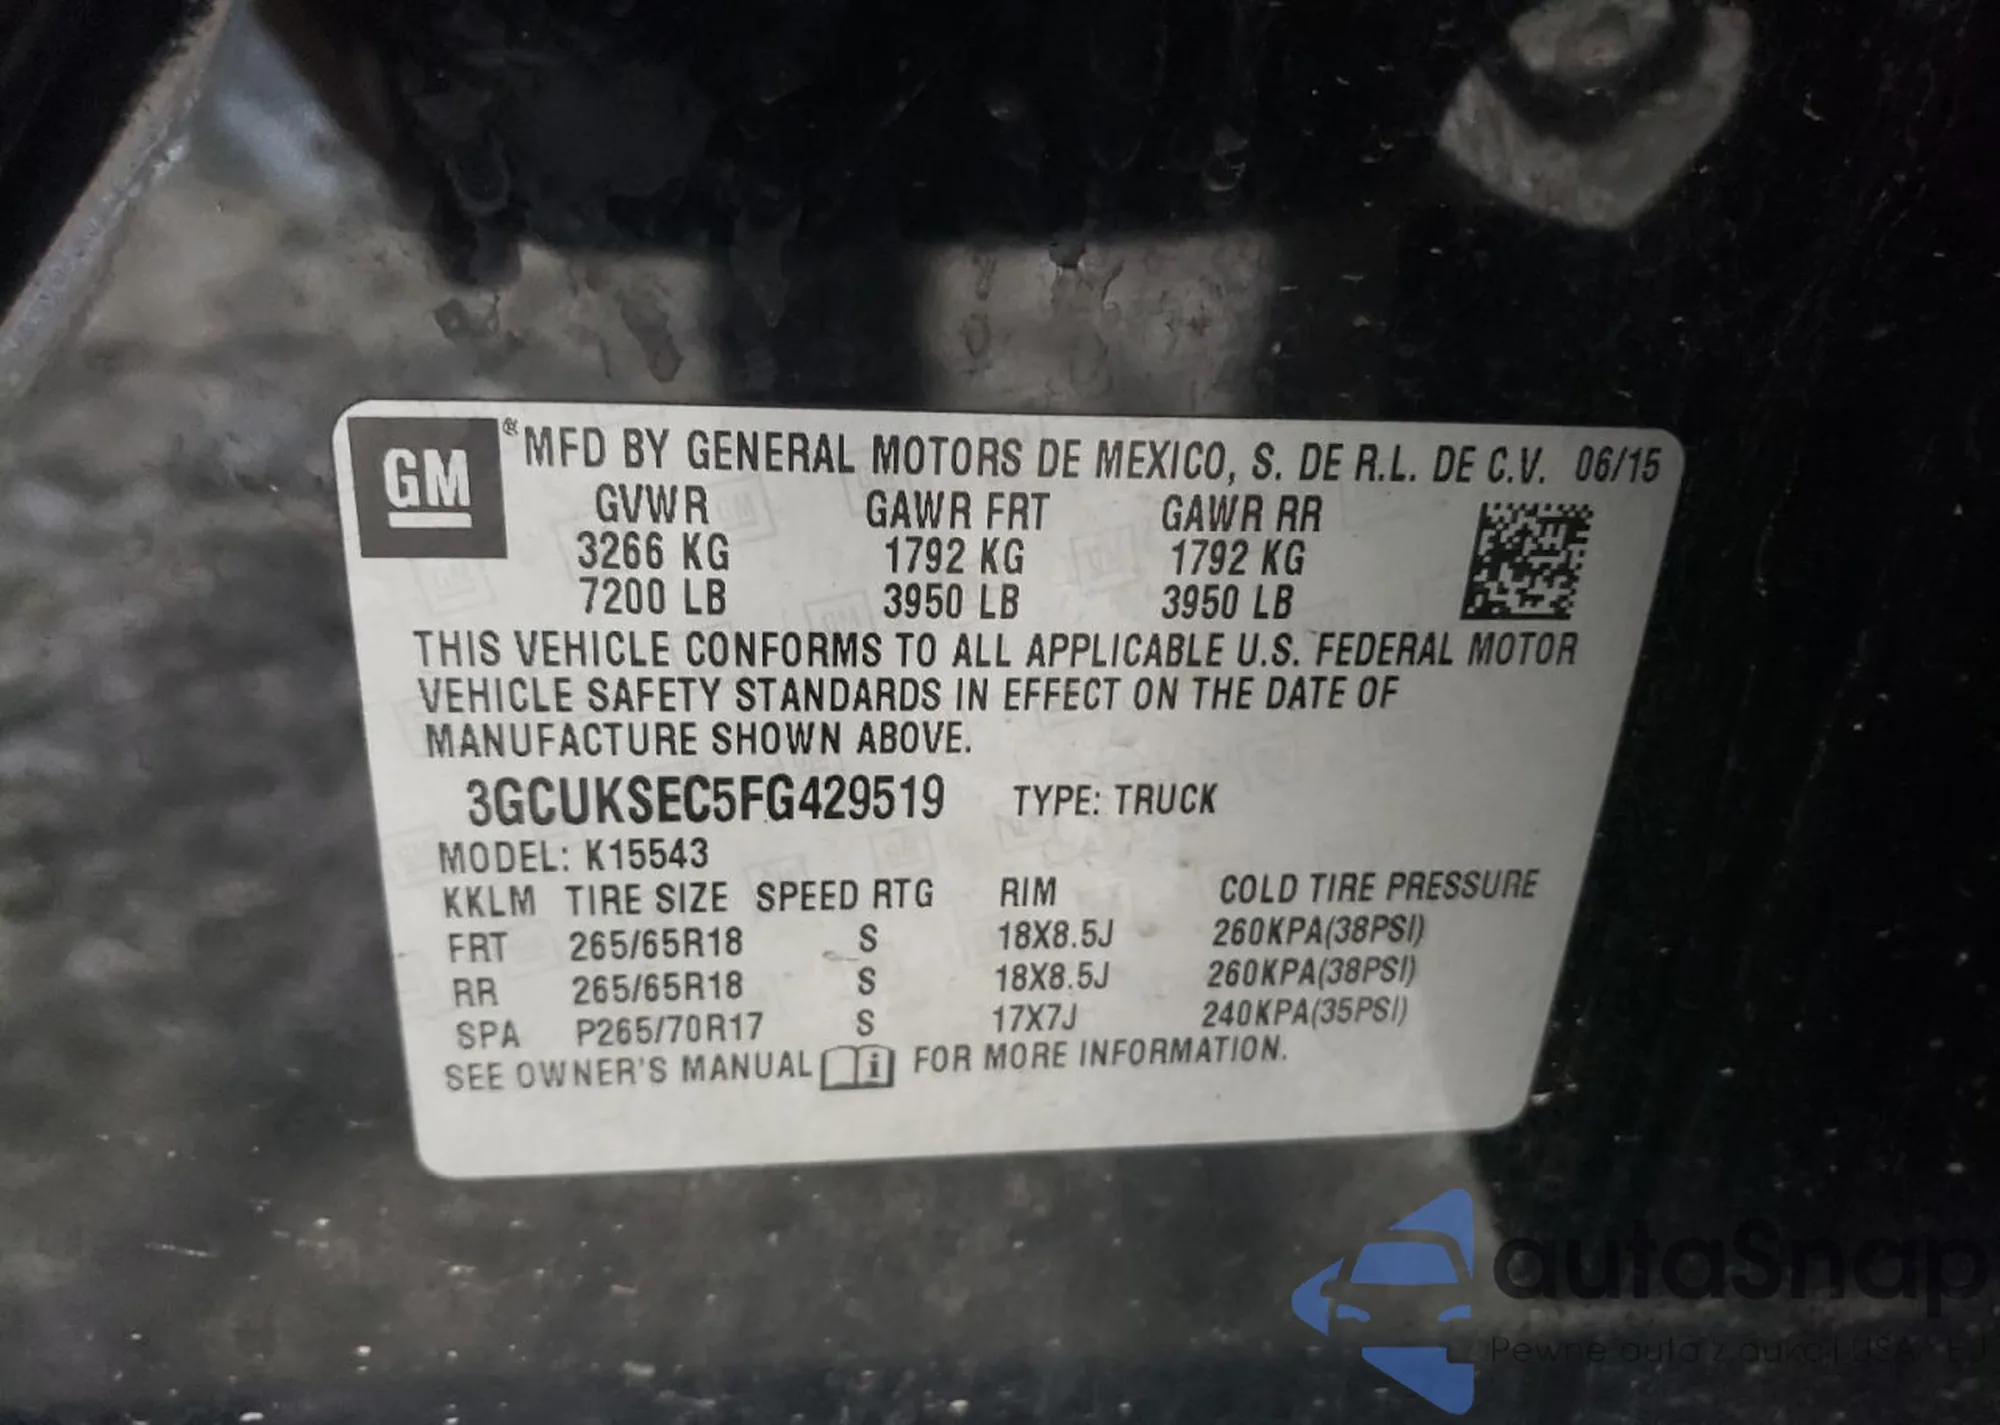 GM ® MFD BY GENERAL MOTORS DE MEXICO, S. DE R.L. DE C.V. 06/15
GVWR GAWR FRT GAWR RR
3266 KG 1792 KG 1792 KG
7200 LB 3950 LB 3950 LB
THIS VEHICLE CONFORMS TO ALL APPLICABLE U.S. FEDERAL MOTOR
VEHICLE SAFETY STANDARDS IN EFFECT ON THE DATE OF
MANUFACTURE SHOWN ABOVE.
3GCUKSEC5FG429519 TYPE: TRUCK
MODEL: K15543
KKLM TIRE SIZE SPEED RTG RIM COLD TIRE PRESSURE
FRT 265/65R18 S 18X8.5J 260KPA(38PSI)
RR 265/65R18 S 18X8.5J 260KPA(38PSI)
SPA P265/70R17 S 17X7J 240KPA(35PSI)
SEE OWNER'S MANUAL FOR MORE INFORMATION.
autaSnap
Pewne auta z aukcji USA